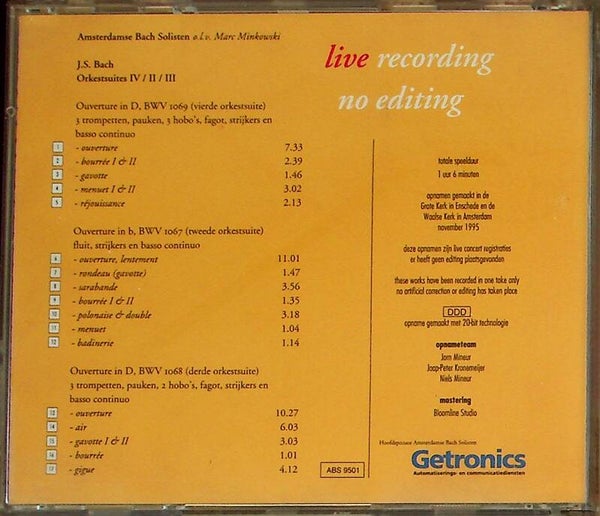 Amsterdamse Bach Solisten o.l.v. Marc Minkowski
J.S. Bach
Orkestsuites IV / II / III
Ouverture in D, BWV 1069 (vierde orkestsuite)
3 trompetten, pauken, 3 hobo's, fagot, strijkers en
basso continuo
1 - ouverture 7.33
2 - bourrée I & II 2.39
3 - gavotte 1.46
4 - menuet I & II 3.02
5 - réjouissance 2.13
Ouverture in b, BWV 1067 (tweede orkestsuite)
fluit, strijkers en basso continuo
6 - ouverture, lentement 11.01
7 - rondeau (gavotte) 1.47
8 - sarabande 3.56
9 - bourrée I & II 1.35
10 - polonaise & double 3.18
11 - menuet 1.04
12 - badinerie 1.14
Ouverture in D, BWV 1068 (derde orkestsuite)
3 trompetten, pauken, 2 hobo's, fagot, strijkers en
basso continuo
13 - ouverture 10.27
14 - air 6.03
15 - gavotte I & II 3.03
16 - bourrée 1.01
17 - gigue 4.12
ABS 9501
live recording
no editing
totale speelduur
1 uur 6 minuten
opnamen gemaakt in de
Grote Kerk in Enschede en de
Waalse Kerk in Amsterdam
november 1995
deze opnamen zijn live concert registraties
er heeft geen editing plaatsgevonden
these works have been recorded in one take only
no artificial correction or editing has taken place
DDD
opname gemaakt met 20-bit technologie
opnameteam
Jorn Mineur
Jaap-Peter Kranemeijer
Niels Mineur
mastering
Bloomline Studio
Hoofdsponsor Amsterdamse Bach Solisten
Getronics
Automatiserings- en communicatiediensten